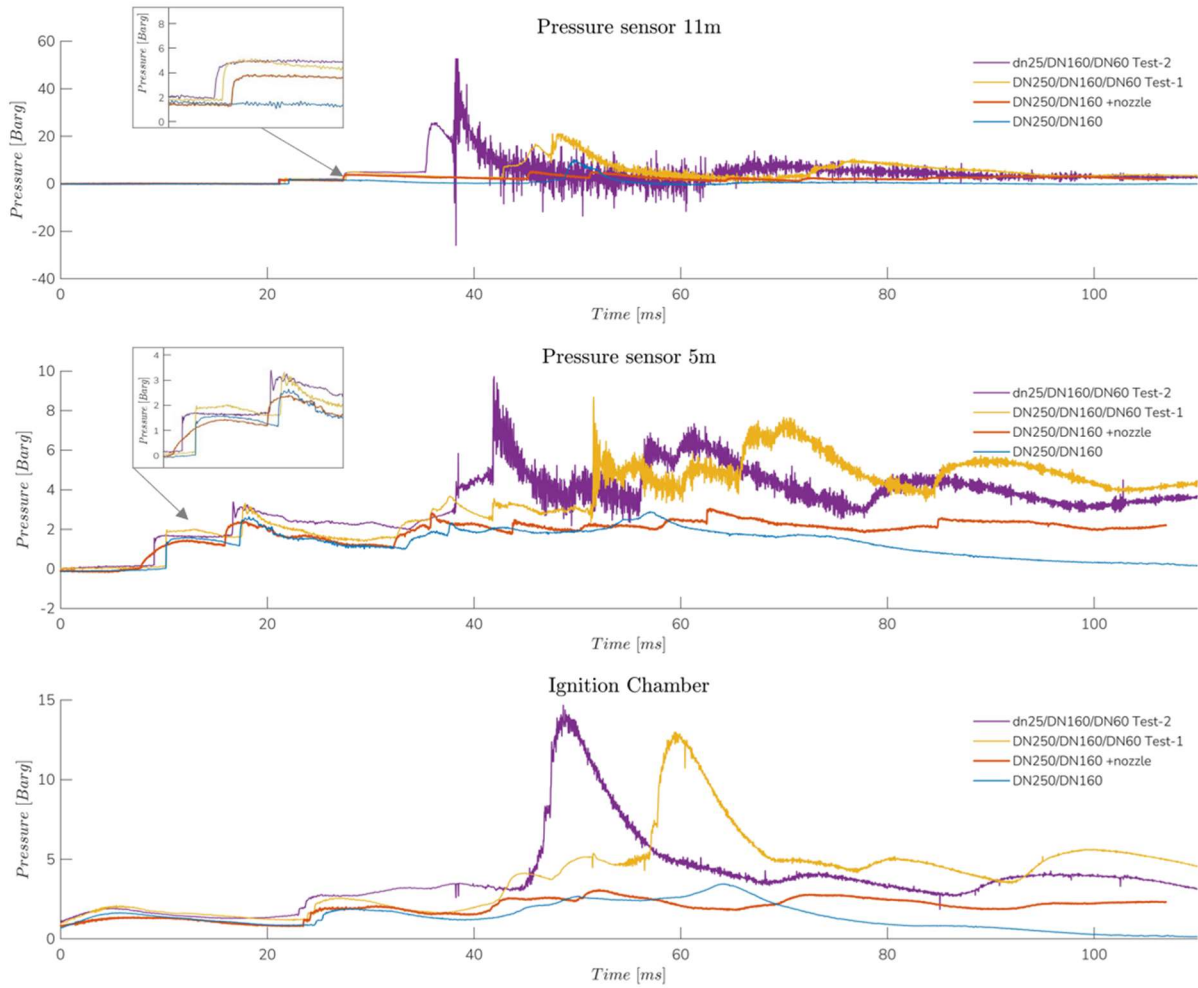 Pressure sensor 11m
Pressure [Barg]
60
40
20
0
-20
-40
Pressure [Barg]
8
6
4
2
0
dn25/DN160/DN60 Test-2
DN250/DN160/DN60 Test-1
DN250/DN160 +nozzle
DN250/DN160
0 20 40 60 80 100
Time [ms]
Pressure sensor 5m
Pressure [Barg]
10
8
6
4
2
0
-2
Pressure [Barg]
4
3
2
1
0
dn25/DN160/DN60 Test-2
DN250/DN160/DN60 Test-1
DN250/DN160 +nozzle
DN250/DN160
0 20 40 60 80 100
Time [ms]
Ignition Chamber
Pressure [Barg]
15
10
5
0
dn25/DN160/DN60 Test-2
DN250/DN160/DN60 Test-1
DN250/DN160 +nozzle
DN250/DN160
0 20 40 60 80 100
Time [ms]